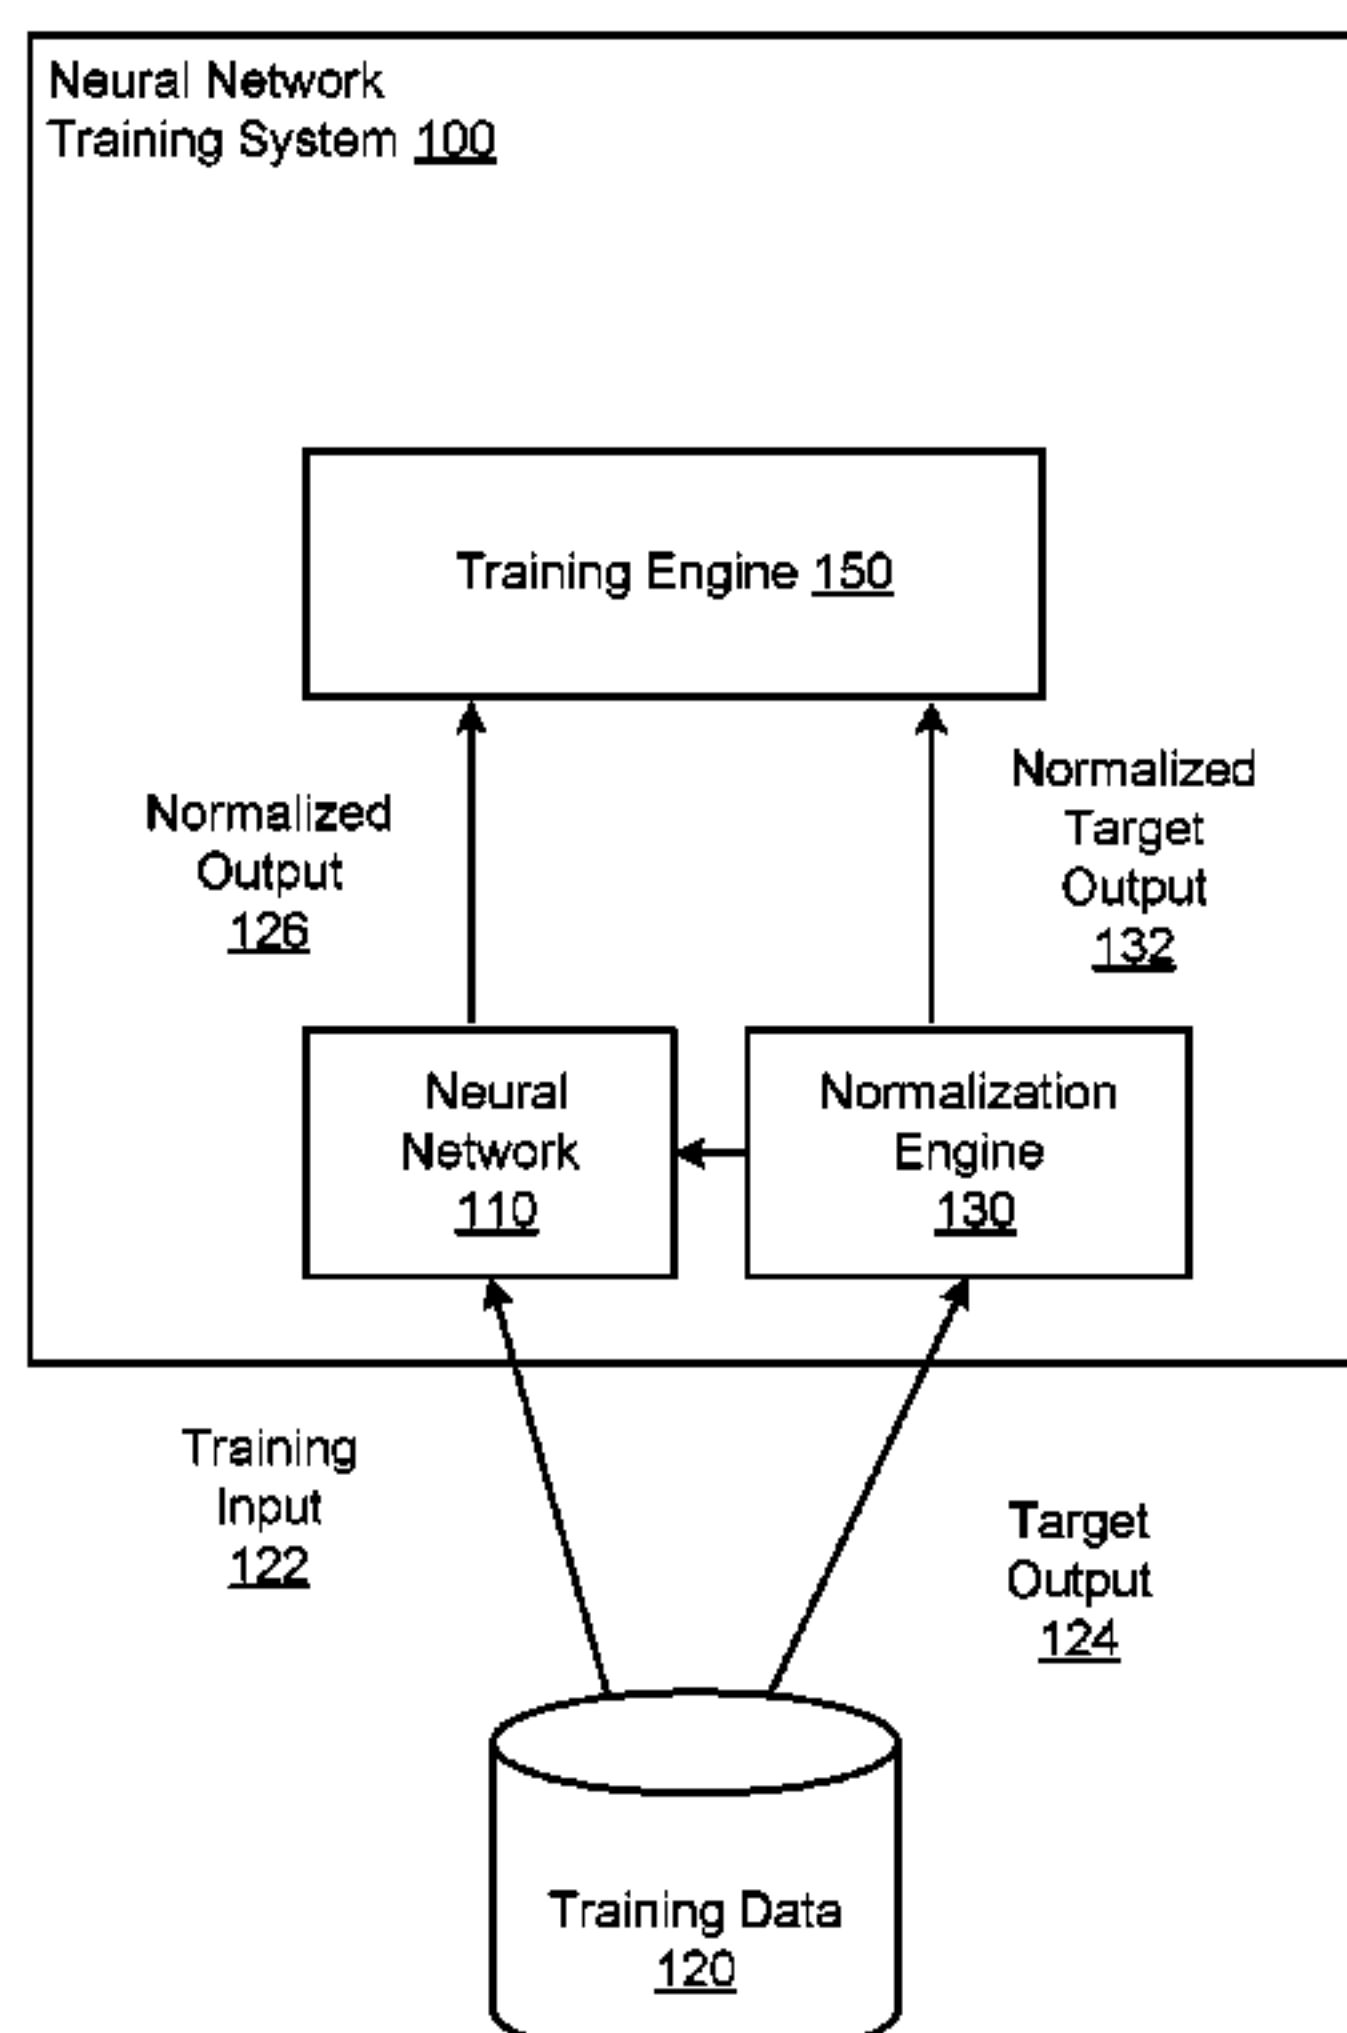 Neural Network
Training System 100
Training Engine 150
Normalized
Output
126
Normalized
Target
Output
132
Neural
Network
110
Normalization
Engine
130
Training
Input
122
Target
Output
124
Training Data
120